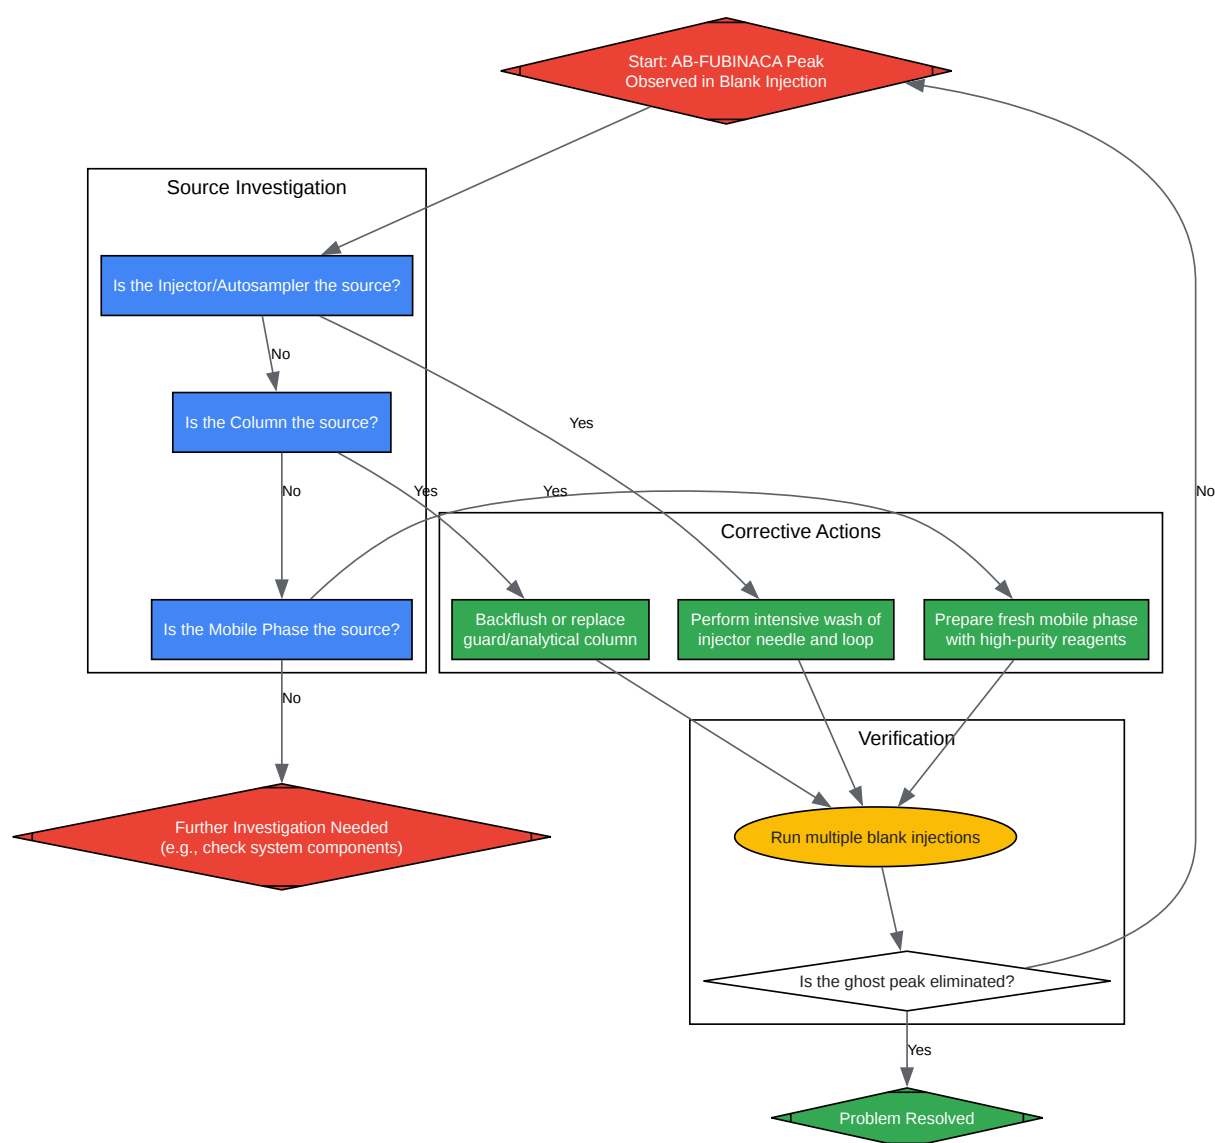 Start: AB-FUBINACA Peak
Observed in Blank Injection
Source Investigation
Is the Injector/Autosampler the source?
No
Is the Column the source?
Yes
No
Yes
Yes
No
Corrective Actions
Is the Mobile Phase the source?
Backflush or replace
guard/analytical column
Perform intensive wash of
injector needle and loop
Prepare fresh mobile phase
with high-purity reagents
No
Verification
Further Investigation Needed
(e.g., check system components)
Run multiple blank injections
Is the ghost peak eliminated?
Yes
Problem Resolved